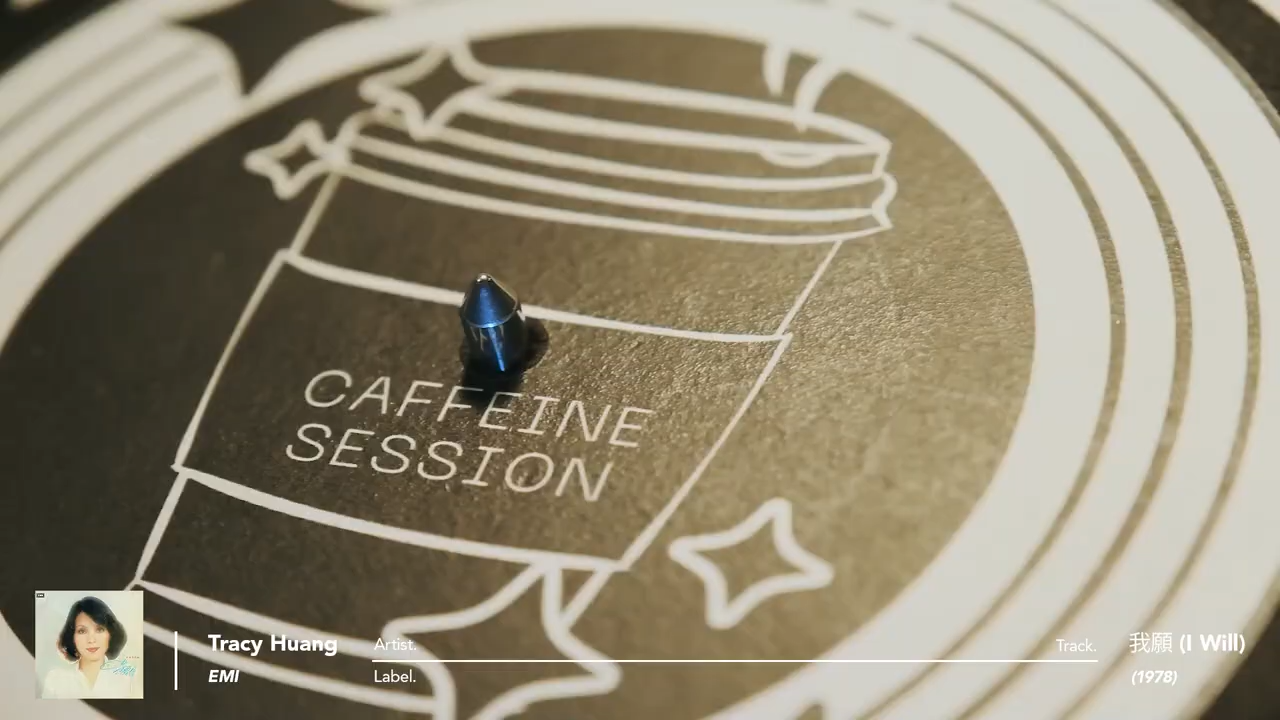 CAFFEINE
SESSION
Tracy Huang
Artist.
EMI
Label.
Track.
我願 (I Will)
(1978)